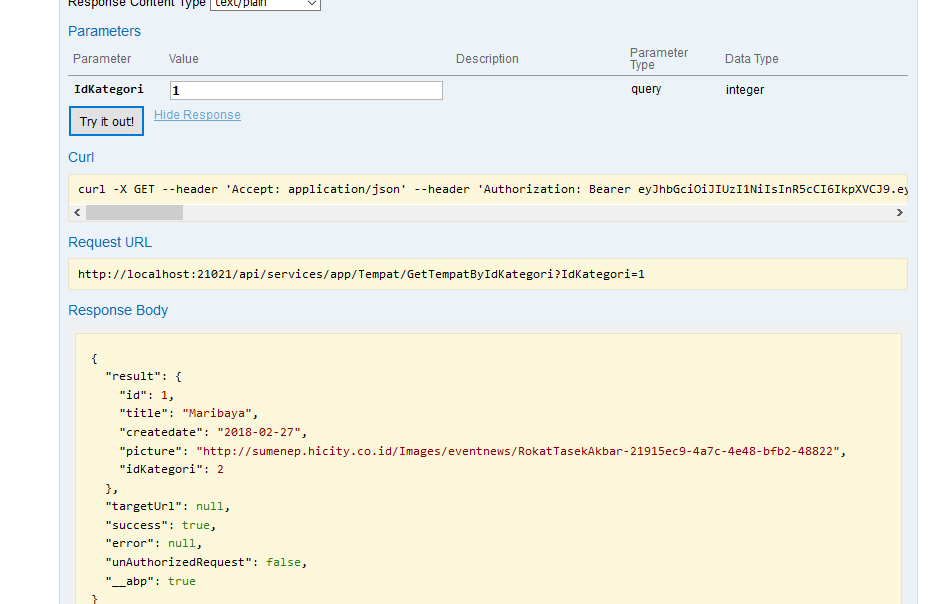 Response Content Type text/plain
Parameters
Parameter Value Description Parameter Type Data Type
IdKategori 1 query integer
Try it out! Hide Response
Curl
curl -X GET --header 'Accept: application/json' --header 'Authorization: Bearer eyJhbGciOiJIUzI1NiIsInR5cCI6IkpXVCJ9.ey
Request URL
http://localhost:21021/api/services/app/Tempat/GetTempatByIdKategori?IdKategori=1
Response Body
{
  "result": {
    "id": 1,
    "title": "Maribaya",
    "createdate": "2018-02-27",
    "picture": "http://sumenep.hicity.co.id/Images/eventnews/RokatTasekAkbar-21915ec9-4a7c-4e48-bfb2-48822",
    "idKategori": 2
  },
  "targetUrl": null,
  "success": true,
  "error": null,
  "unAuthorizedRequest": false,
  "__abp": true
}